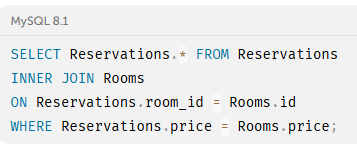 MySQL 8.1
SELECT Reservations.* FROM Reservations
INNER JOIN Rooms
ON Reservations.room_id = Rooms.id
WHERE Reservations.price = Rooms.price;